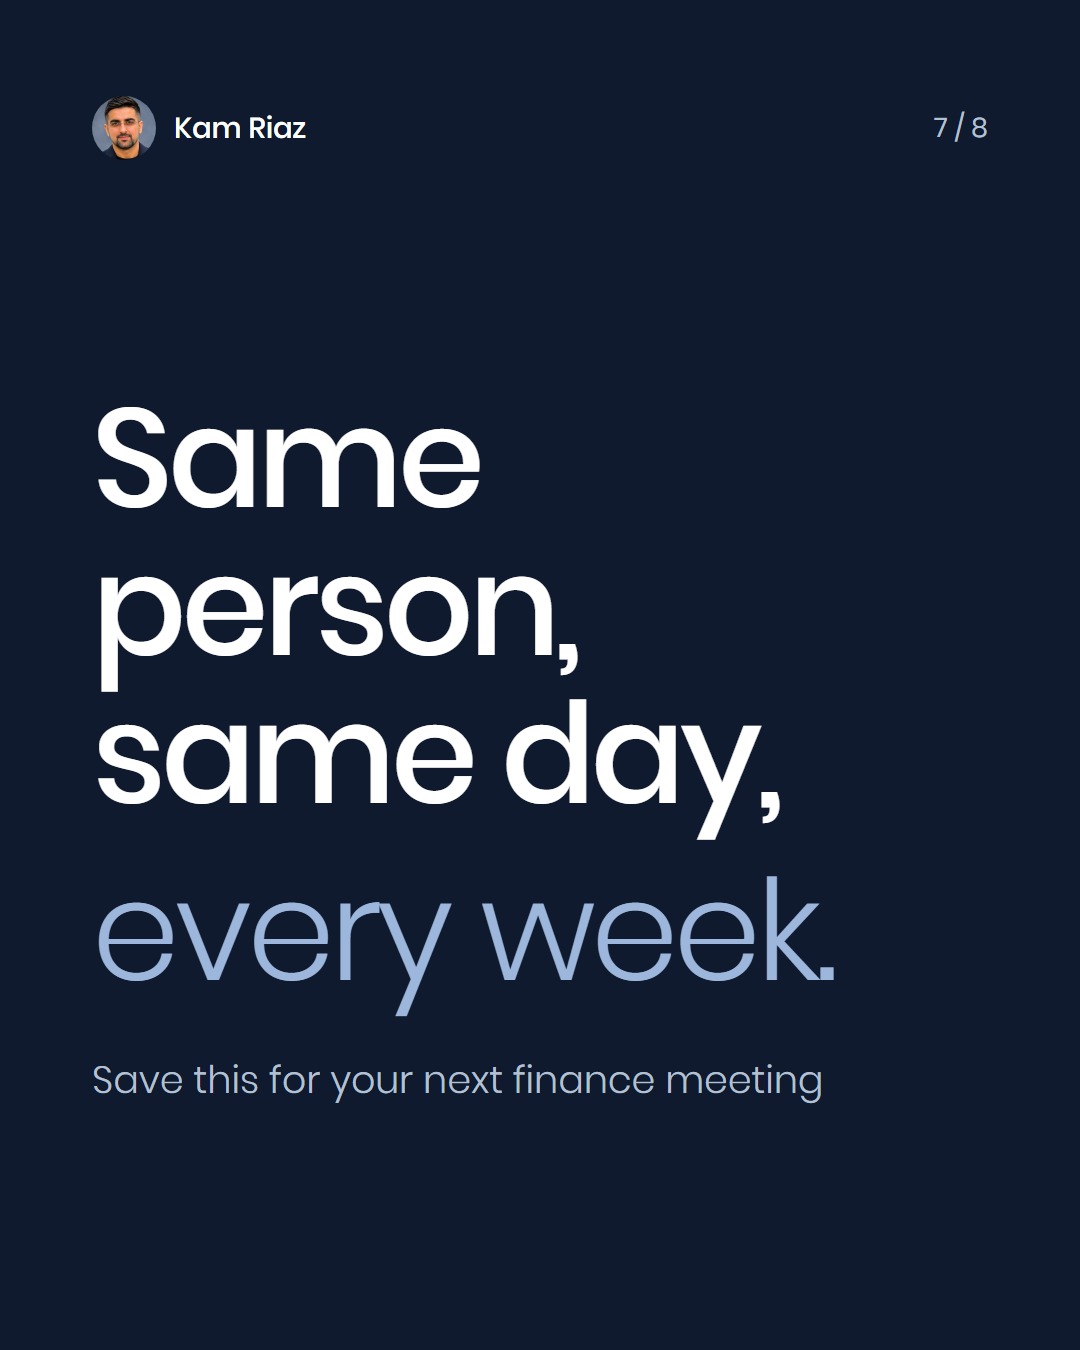 Kam Riaz
7 / 8
Same
person,
same day,
every week.
Save this for your next finance meeting